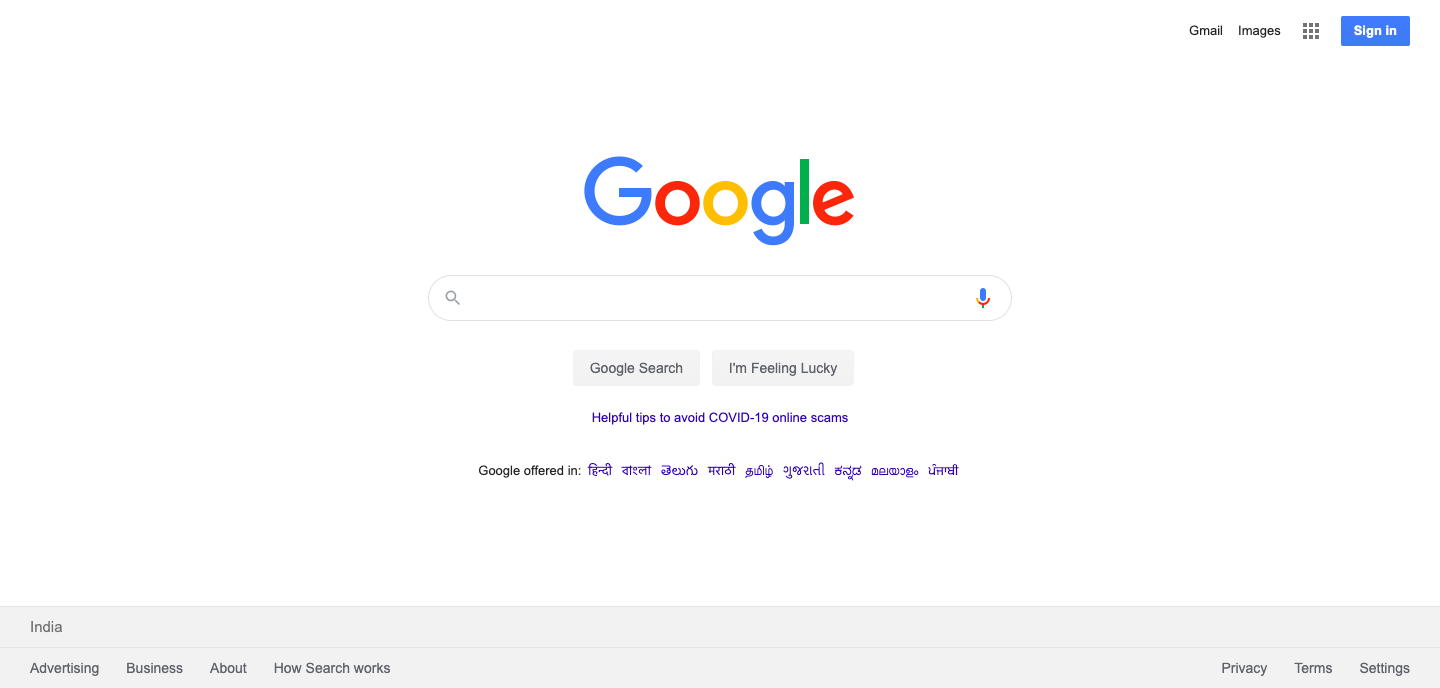 Gmail Images Sign in
Google
Google Search I'm Feeling Lucky
Helpful tips to avoid COVID-19 online scams
Google offered in: हिन्दी বাংলা తెలుగు मराठी தமிழ் ગુજરાતી ಕನ್ನಡ മലയാളം ਪੰਜਾਬੀ
India
Advertising Business About How Search works Privacy Terms Settings